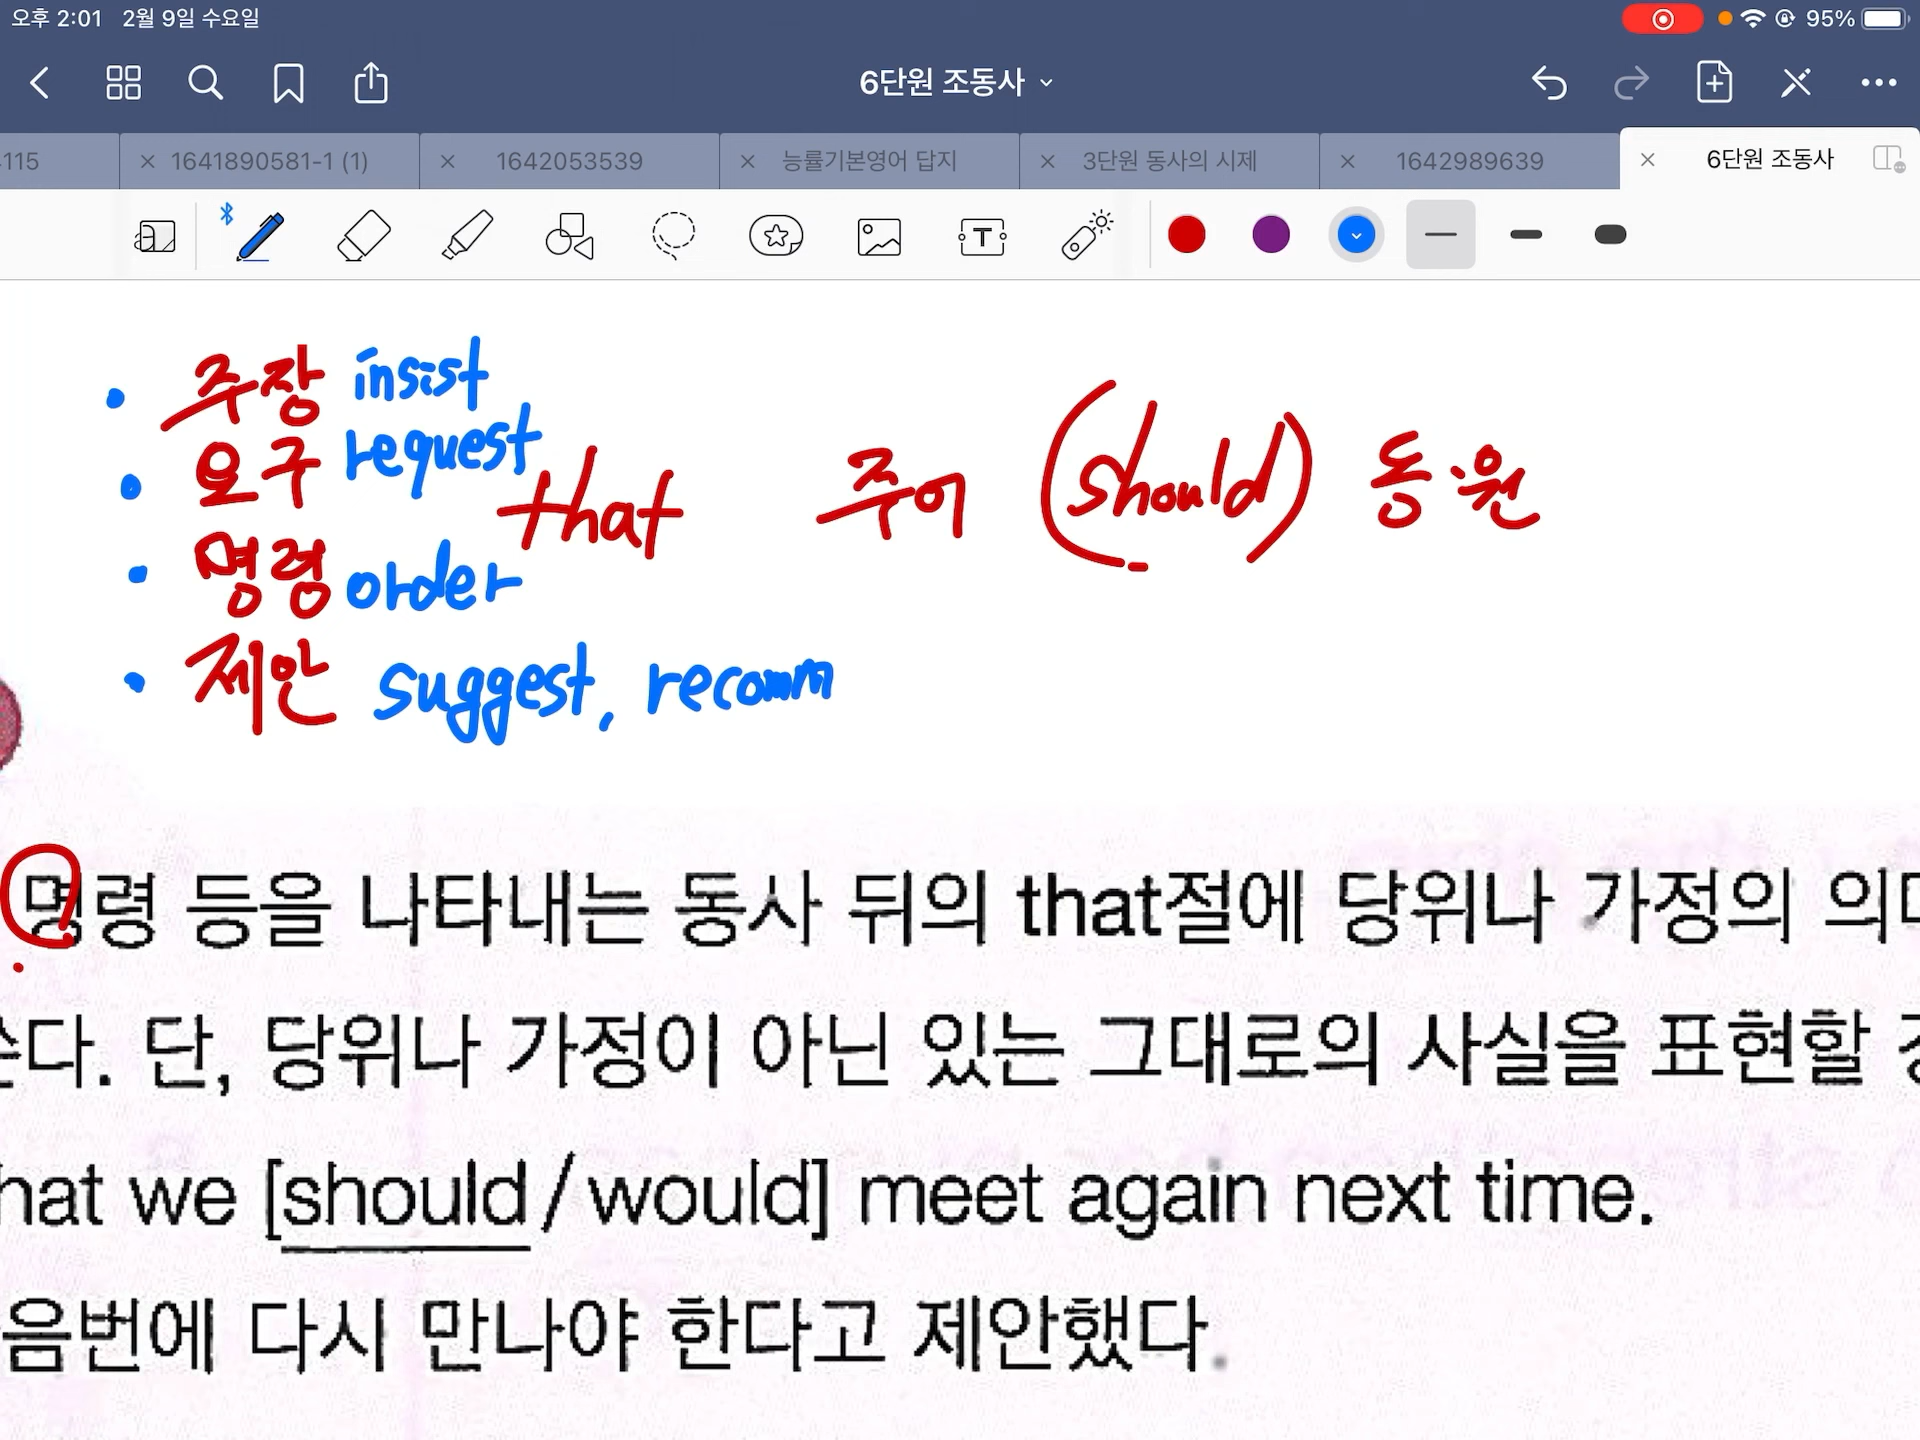 오후 2:01 2월 9일 수요일 95%
6단원 조동사
115 1641890581-1 (1) 1642053539 능률기본영어 답지 3단원 동사의 시제 1642989639 6단원 조동사
주장 insist
요구 request
that 주어 (should) 동·원
명령 order
제안 suggest, recomm
명령 등을 나타내는 동사 뒤의 that절에 당위나 가정의 의미
쓴다. 단, 당위나 가정이 아닌 있는 그대로의 사실을 표현할
hat we [should/would] meet again next time.
음번에 다시 만나야 한다고 제안했다.